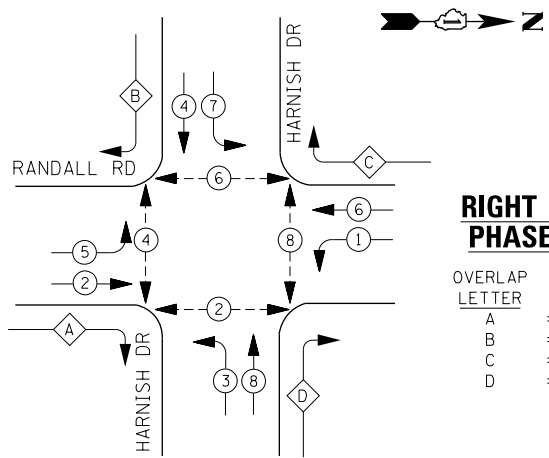 N
HARNISH DR
B
4
7
C
RANDALL RD
6
6
5
4
8
1
2
2
A
3
8
D
HARNISH DR
RIGHT
PHASE
OVERLAP
LETTER
A =
B =
C =
D =